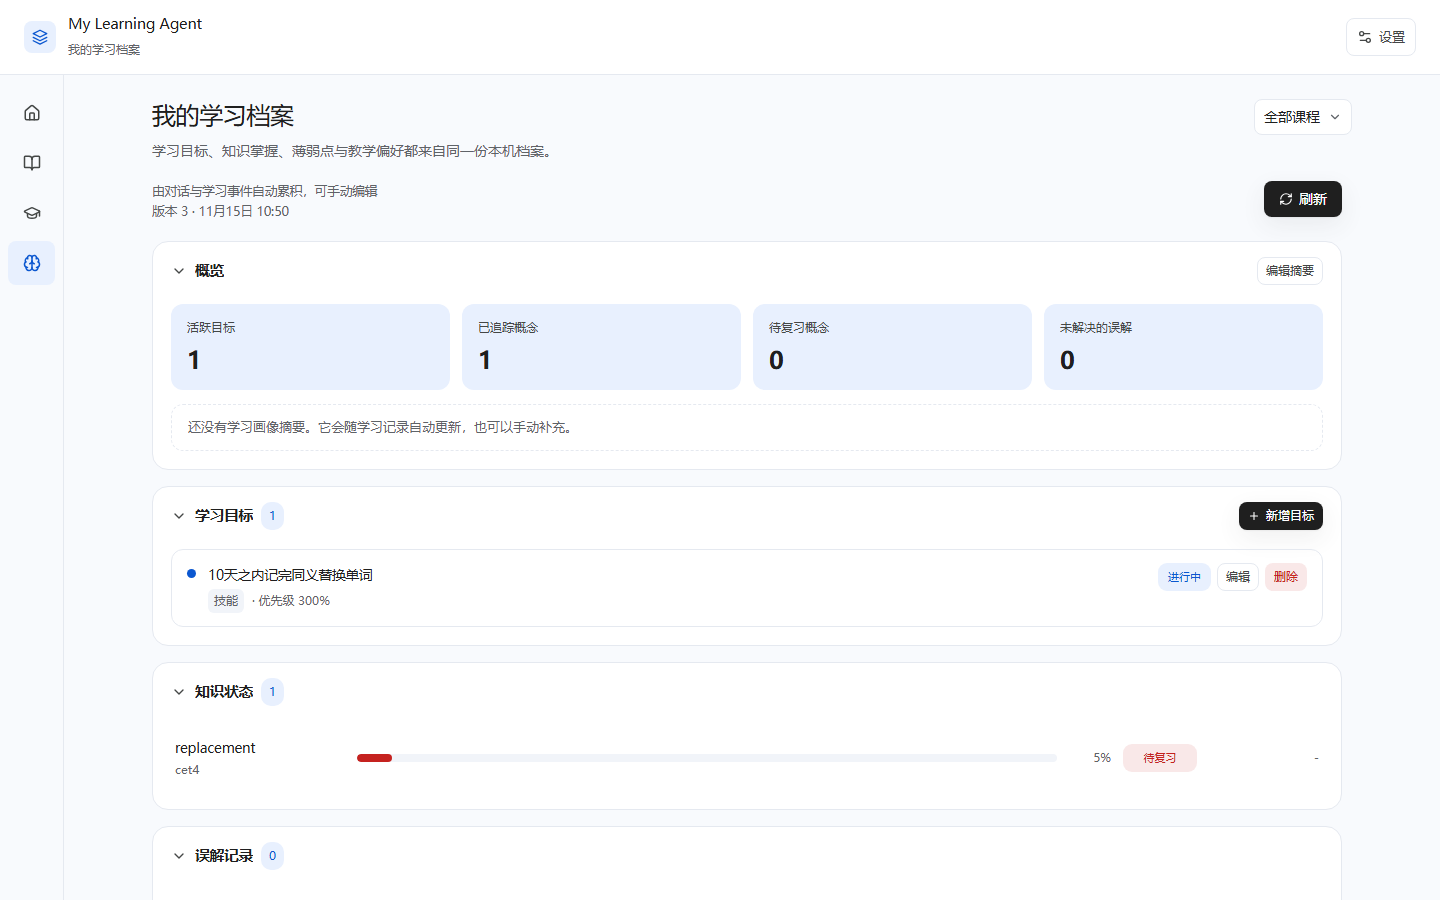 My Learning Agent
我的学习档案
设置
我的学习档案
全部课程
学习目标、知识掌握、薄弱点与教学偏好都来自同一份本机档案。
由对话与学习事件自动累积，可手动编辑
版本 3 · 11月15日 10:50
刷新
概览
编辑摘要
活跃目标
1
已追踪概念
1
待复习概念
0
未解决的误解
0
还没有学习画像摘要。它会随学习记录自动更新，也可以手动补充。
学习目标 1
+ 新增目标
10天之内记完同义替换单词
进行中
编辑
删除
技能 · 优先级 300%
知识状态 1
replacement
cet4
5%
待复习
-
误解记录 0